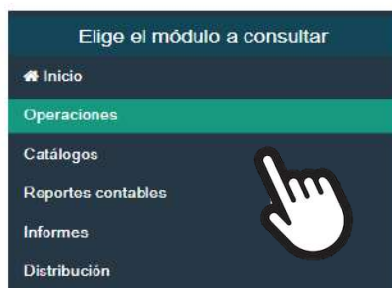 Elige el módulo a consultar
Inicio
Operaciones
Catálogos
Reportes contables
Informes
Distribución